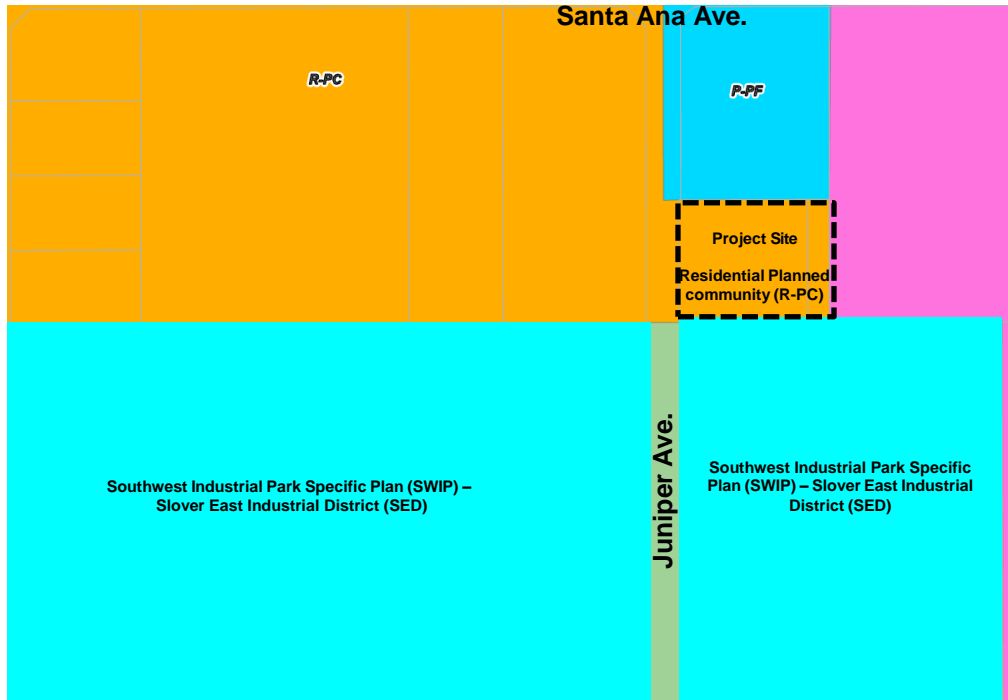 Santa Ana Ave.
R-PC
P-PF
Project Site
Residential Planned
community (R-PC)
Juniper Ave.
Southwest Industrial Park Specific Plan (SWIP) –
Slover East Industrial District (SED)
Southwest Industrial Park Specific
Plan (SWIP) – Slover East Industrial
District (SED)